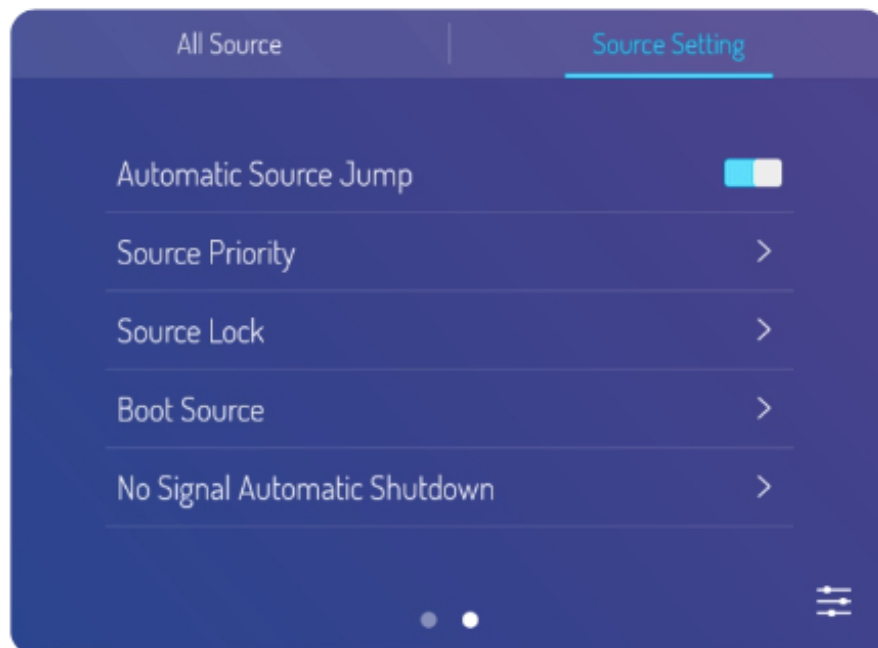 All Source
Source Setting
Automatic Source Jump
Source Priority
Source Lock
Boot Source
No Signal Automatic Shutdown